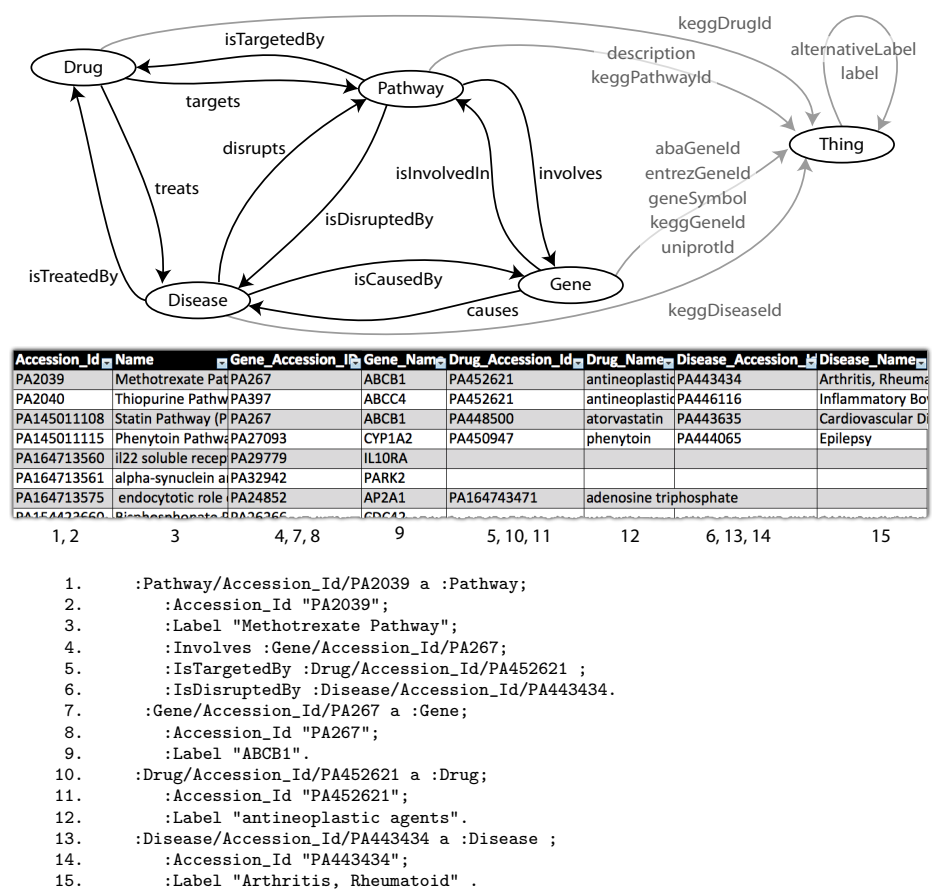 keggDrugId
isTargetedBy
description
keggPathwayId
alternativeLabel
label
Drug
Pathway
targets
Thing
disrupts
abaGeneId
entrezGeneId
geneSymbol
keggGeneId
uniprotId
isInvolvedIn
involves
treats
isDisruptedBy
isTreatedBy
isCausedBy
Gene
Disease
causes
keggDiseaseId
Accession_Id Name Gene_Accession_ID Gene_Name Drug_Accession_Id Drug_Name Disease_Accession_I Disease_Name
PA2039 Methotrexate Pat PA267 ABCB1 PA452621 antineoplastic PA443434 Arthritis, Rheuma
PA2040 Thiopurine Pathw PA397 ABCC4 PA452621 antineoplastic PA446116 Inflammatory Bo
PA145011108 Statin Pathway (P PA267 ABCB1 PA448500 atorvastatin PA443635 Cardiovascular Di
PA145011115 Phenytoin Pathwa PA27093 CYP1A2 PA450947 phenytoin PA444065 Epilepsy
PA164713560 il22 soluble recep PA29779 IL10RA
PA164713561 alpha-synuclein a PA32942 PARK2
PA164713575 endocytotic role PA24852 AP2A1 PA164743471 adenosine triphosphate
1, 2 3 4, 7, 8 9 5, 10, 11 12 6, 13, 14 15
1. :Pathway/Accession_Id/PA2039 a :Pathway;
2. :Accession_Id "PA2039";
3. :Label "Methotrexate Pathway";
4. :Involves :Gene/Accession_Id/PA267;
5. :IsTargetedBy :Drug/Accession_Id/PA452621 ;
6. :IsDisruptedBy :Disease/Accession_Id/PA443434.
7. :Gene/Accession_Id/PA267 a :Gene;
8. :Accession_Id "PA267";
9. :Label "ABCB1".
10. :Drug/Accession_Id/PA452621 a :Drug;
11. :Accession_Id "PA452621";
12. :Label "antineoplastic agents".
13. :Disease/Accession_Id/PA443434 a :Disease ;
14. :Accession_Id "PA443434";
15. :Label "Arthritis, Rheumatoid" .